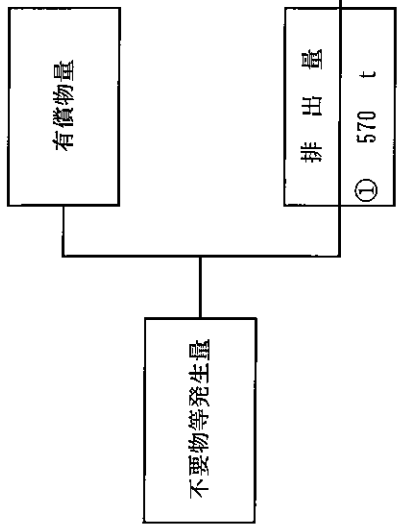 不要物等発生量
有償物量
排出量
① 570 t